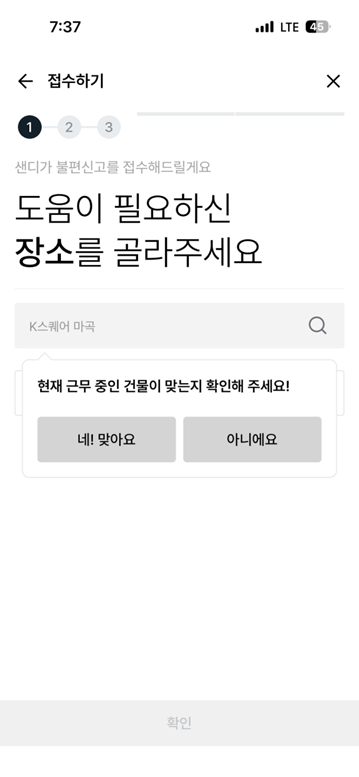 7:37 LTE 45
접수하기
1 2 3
샌디가 불편신고를 접수해드릴게요
도움이 필요하신
장소를 골라주세요
K스퀘어 마곡
현재 근무 중인 건물이 맞는지 확인해 주세요!
네! 맞아요 아니에요
확인